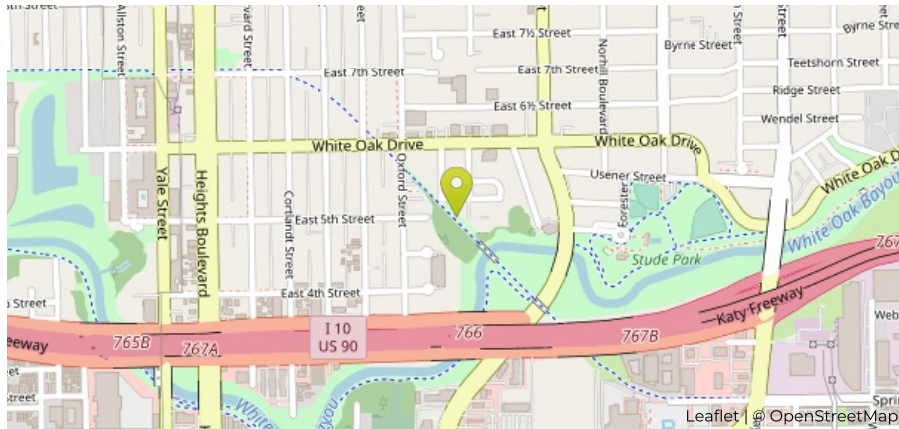 East 7½ Street
Byrne Street
Byrne Street
Allston Street
East 7th Street
East 7th Street
Teetshorn Street
Ridge Street
East 6½ Street
Wendel Street
Norhill Boulevard
White Oak Drive
White Oak Drive
White Oak D
Usener Street
Oxford Street
Yale Street
Heights Boulevard
Cortlandt Street
East 5th Street
Forester
White Oak Bayou
Stude Park
East 4th Street
Street
I 10
US 90
765B
767A
766
767B
767
Katy Freeway
eeway
Web
Street
White
Bayou
Sprin
Leaflet | © OpenStreetMap